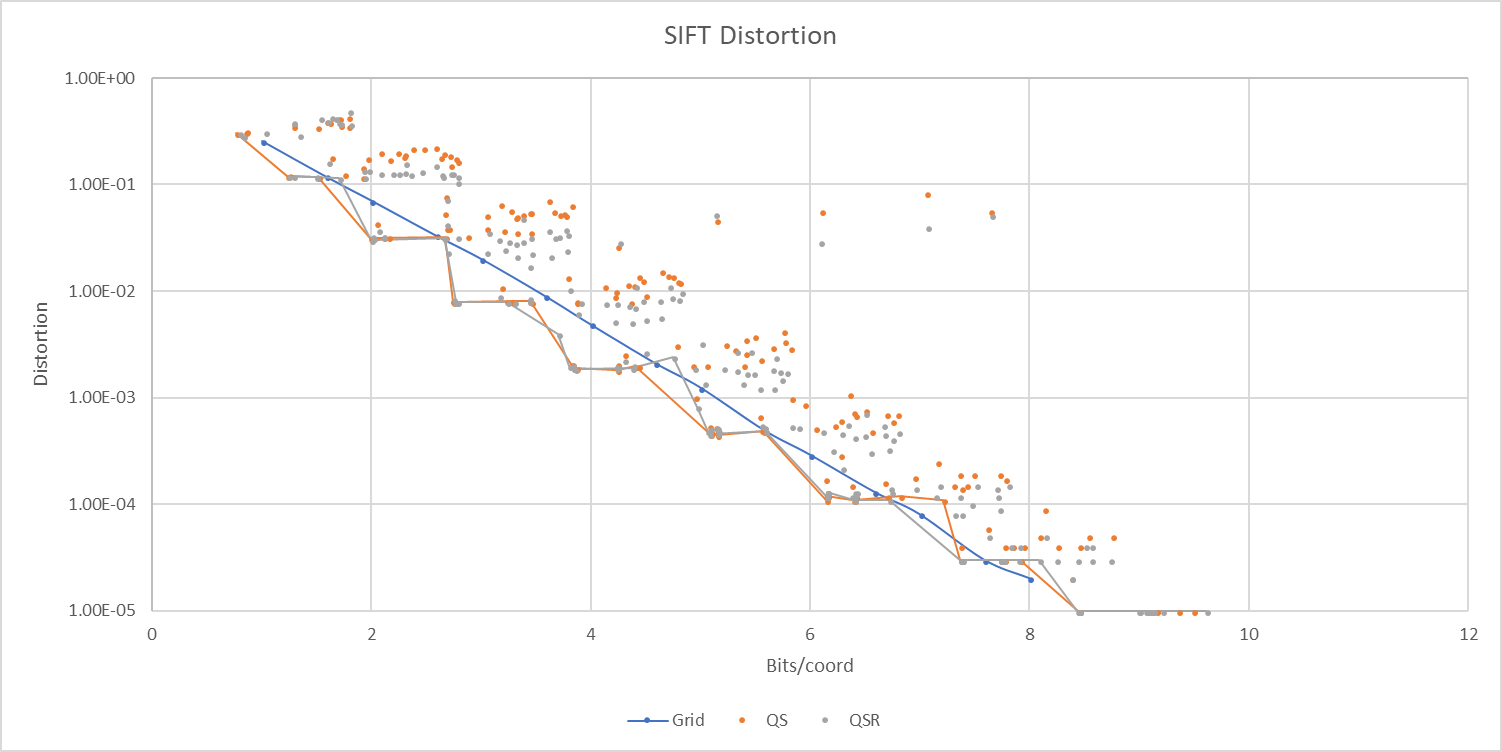 SIFT Distortion
1.00E+00
1.00E-01
1.00E-02
1.00E-03
1.00E-04
1.00E-05
Distortion
0 2 4 6 8 10 12
Bits/coord
Grid QS QSR